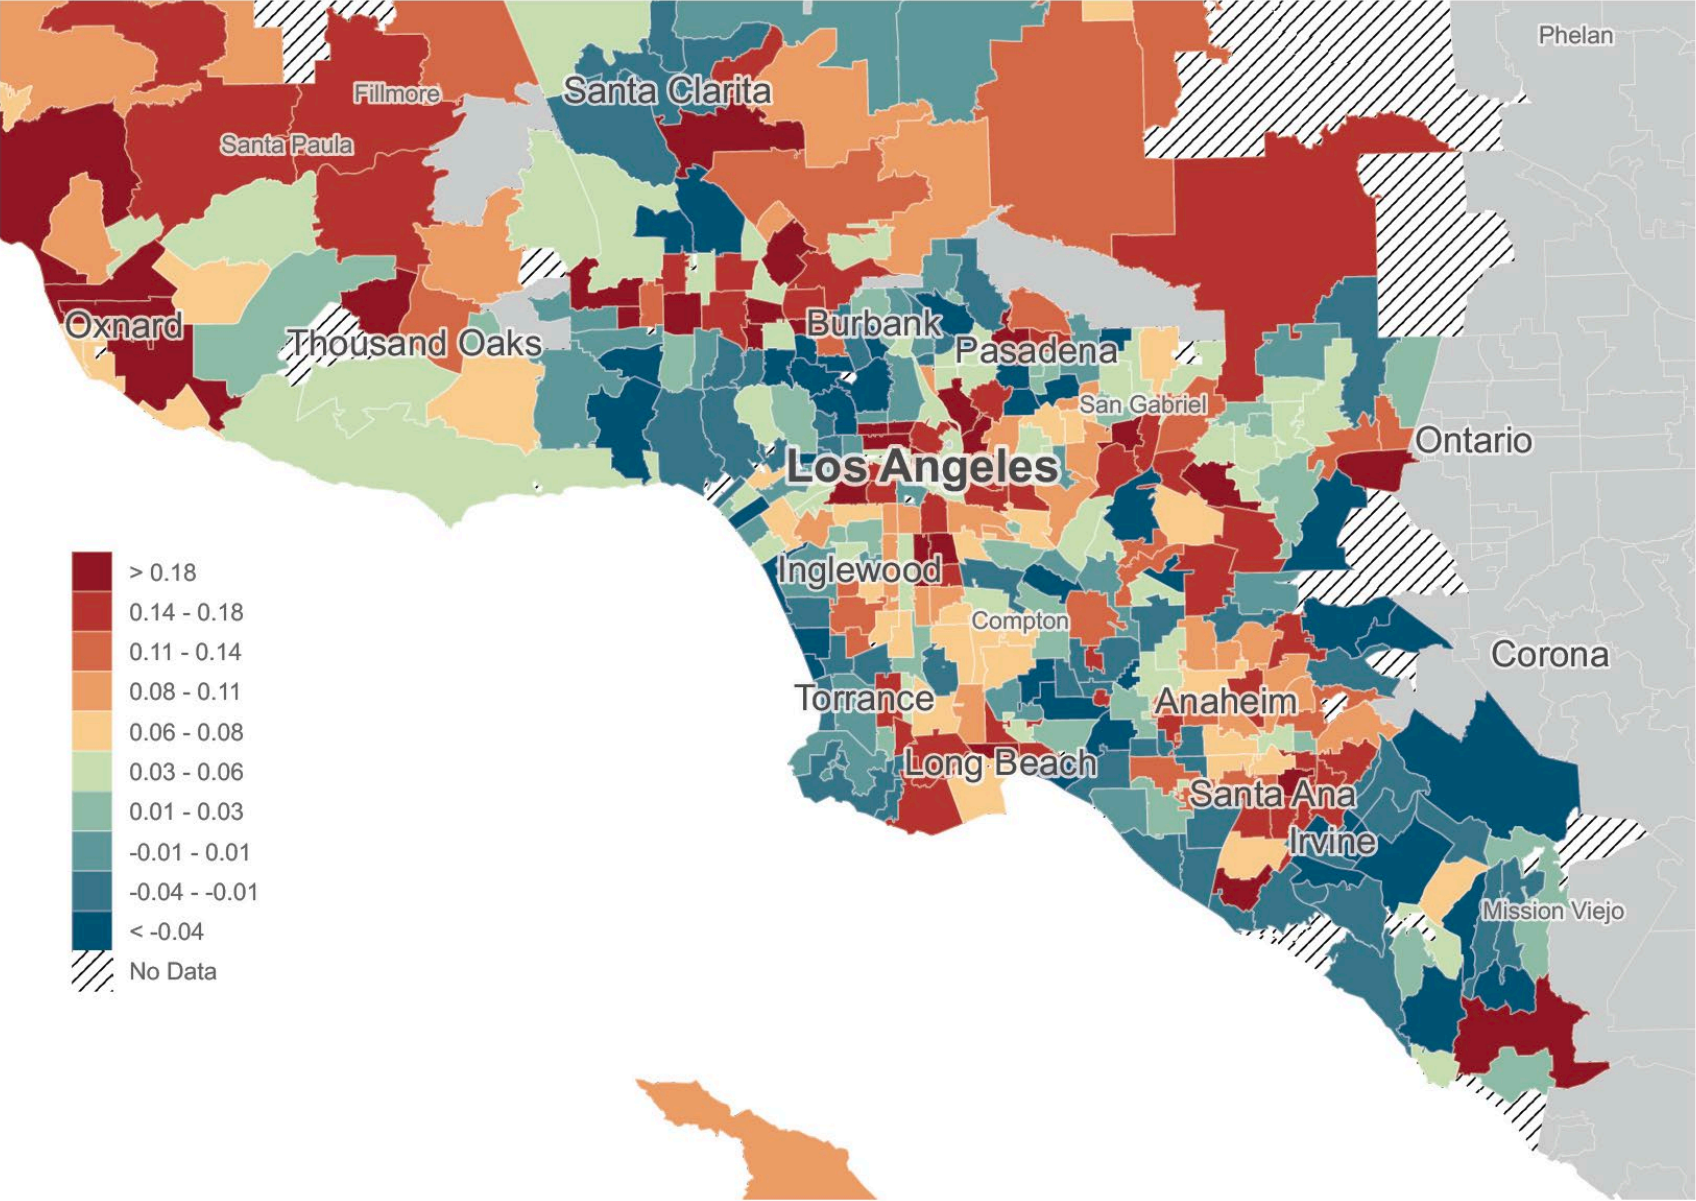 Phelan
Santa Clarita
Fillmore
Santa Paula
Oxnard
Thousand Oaks
Burbank
Pasadena
San Gabriel
Ontario
Los Angeles
Inglewood
Compton
Corona
Torrance
Anaheim
Long Beach
Santa Ana
Irvine
Mission Viejo
> 0.18
0.14 - 0.18
0.11 - 0.14
0.08 - 0.11
0.06 - 0.08
0.03 - 0.06
0.01 - 0.03
-0.01 - 0.01
-0.04 - -0.01
< -0.04
No Data